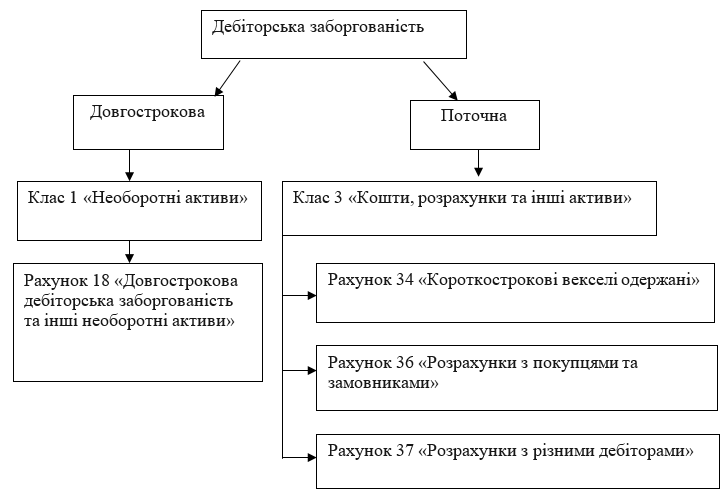 Дебіторська заборгованість
Довгострокова
Поточна
Клас 1 «Необоротні активи»
Клас 3 «Кошти, розрахунки та інші активи»
Рахунок 18 «Довгострокова
дебіторська заборгованість
та інші необоротні активи»
Рахунок 34 «Короткострокові векселі одержані»
Рахунок 36 «Розрахунки з покупцями та
замовниками»
Рахунок 37 «Розрахунки з різними дебіторами»